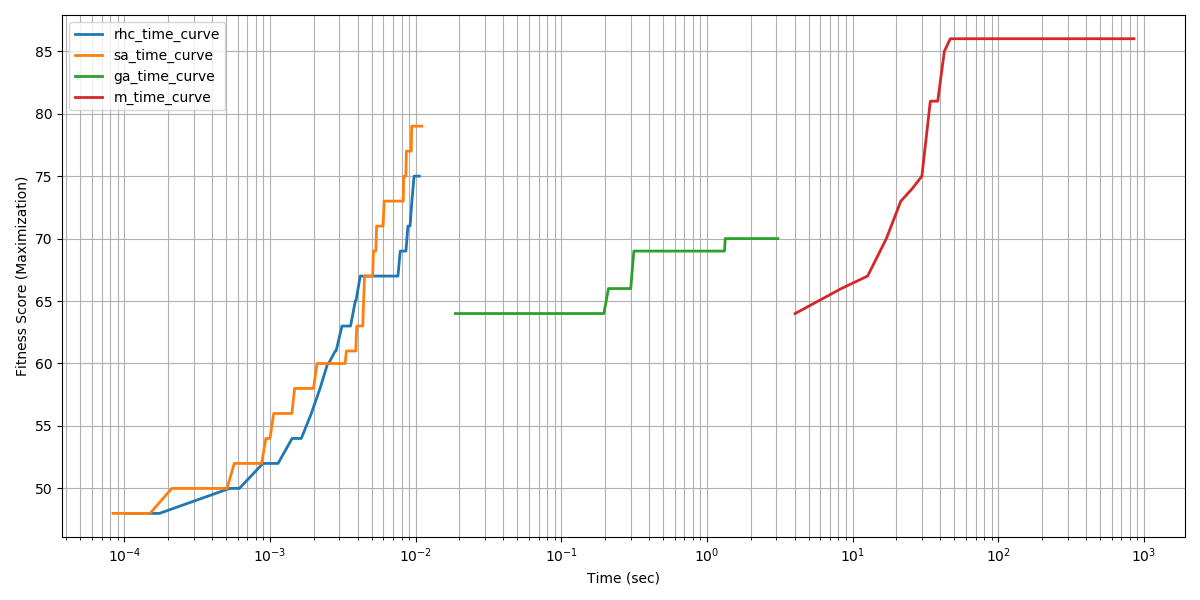 rhc_time_curve
sa_time_curve
ga_time_curve
m_time_curve
Fitness Score (Maximization)
85
80
75
70
65
60
55
50
10⁻⁴ 10⁻³ 10⁻² 10⁻¹ 10⁰ 10¹ 10² 10³
Time (sec)